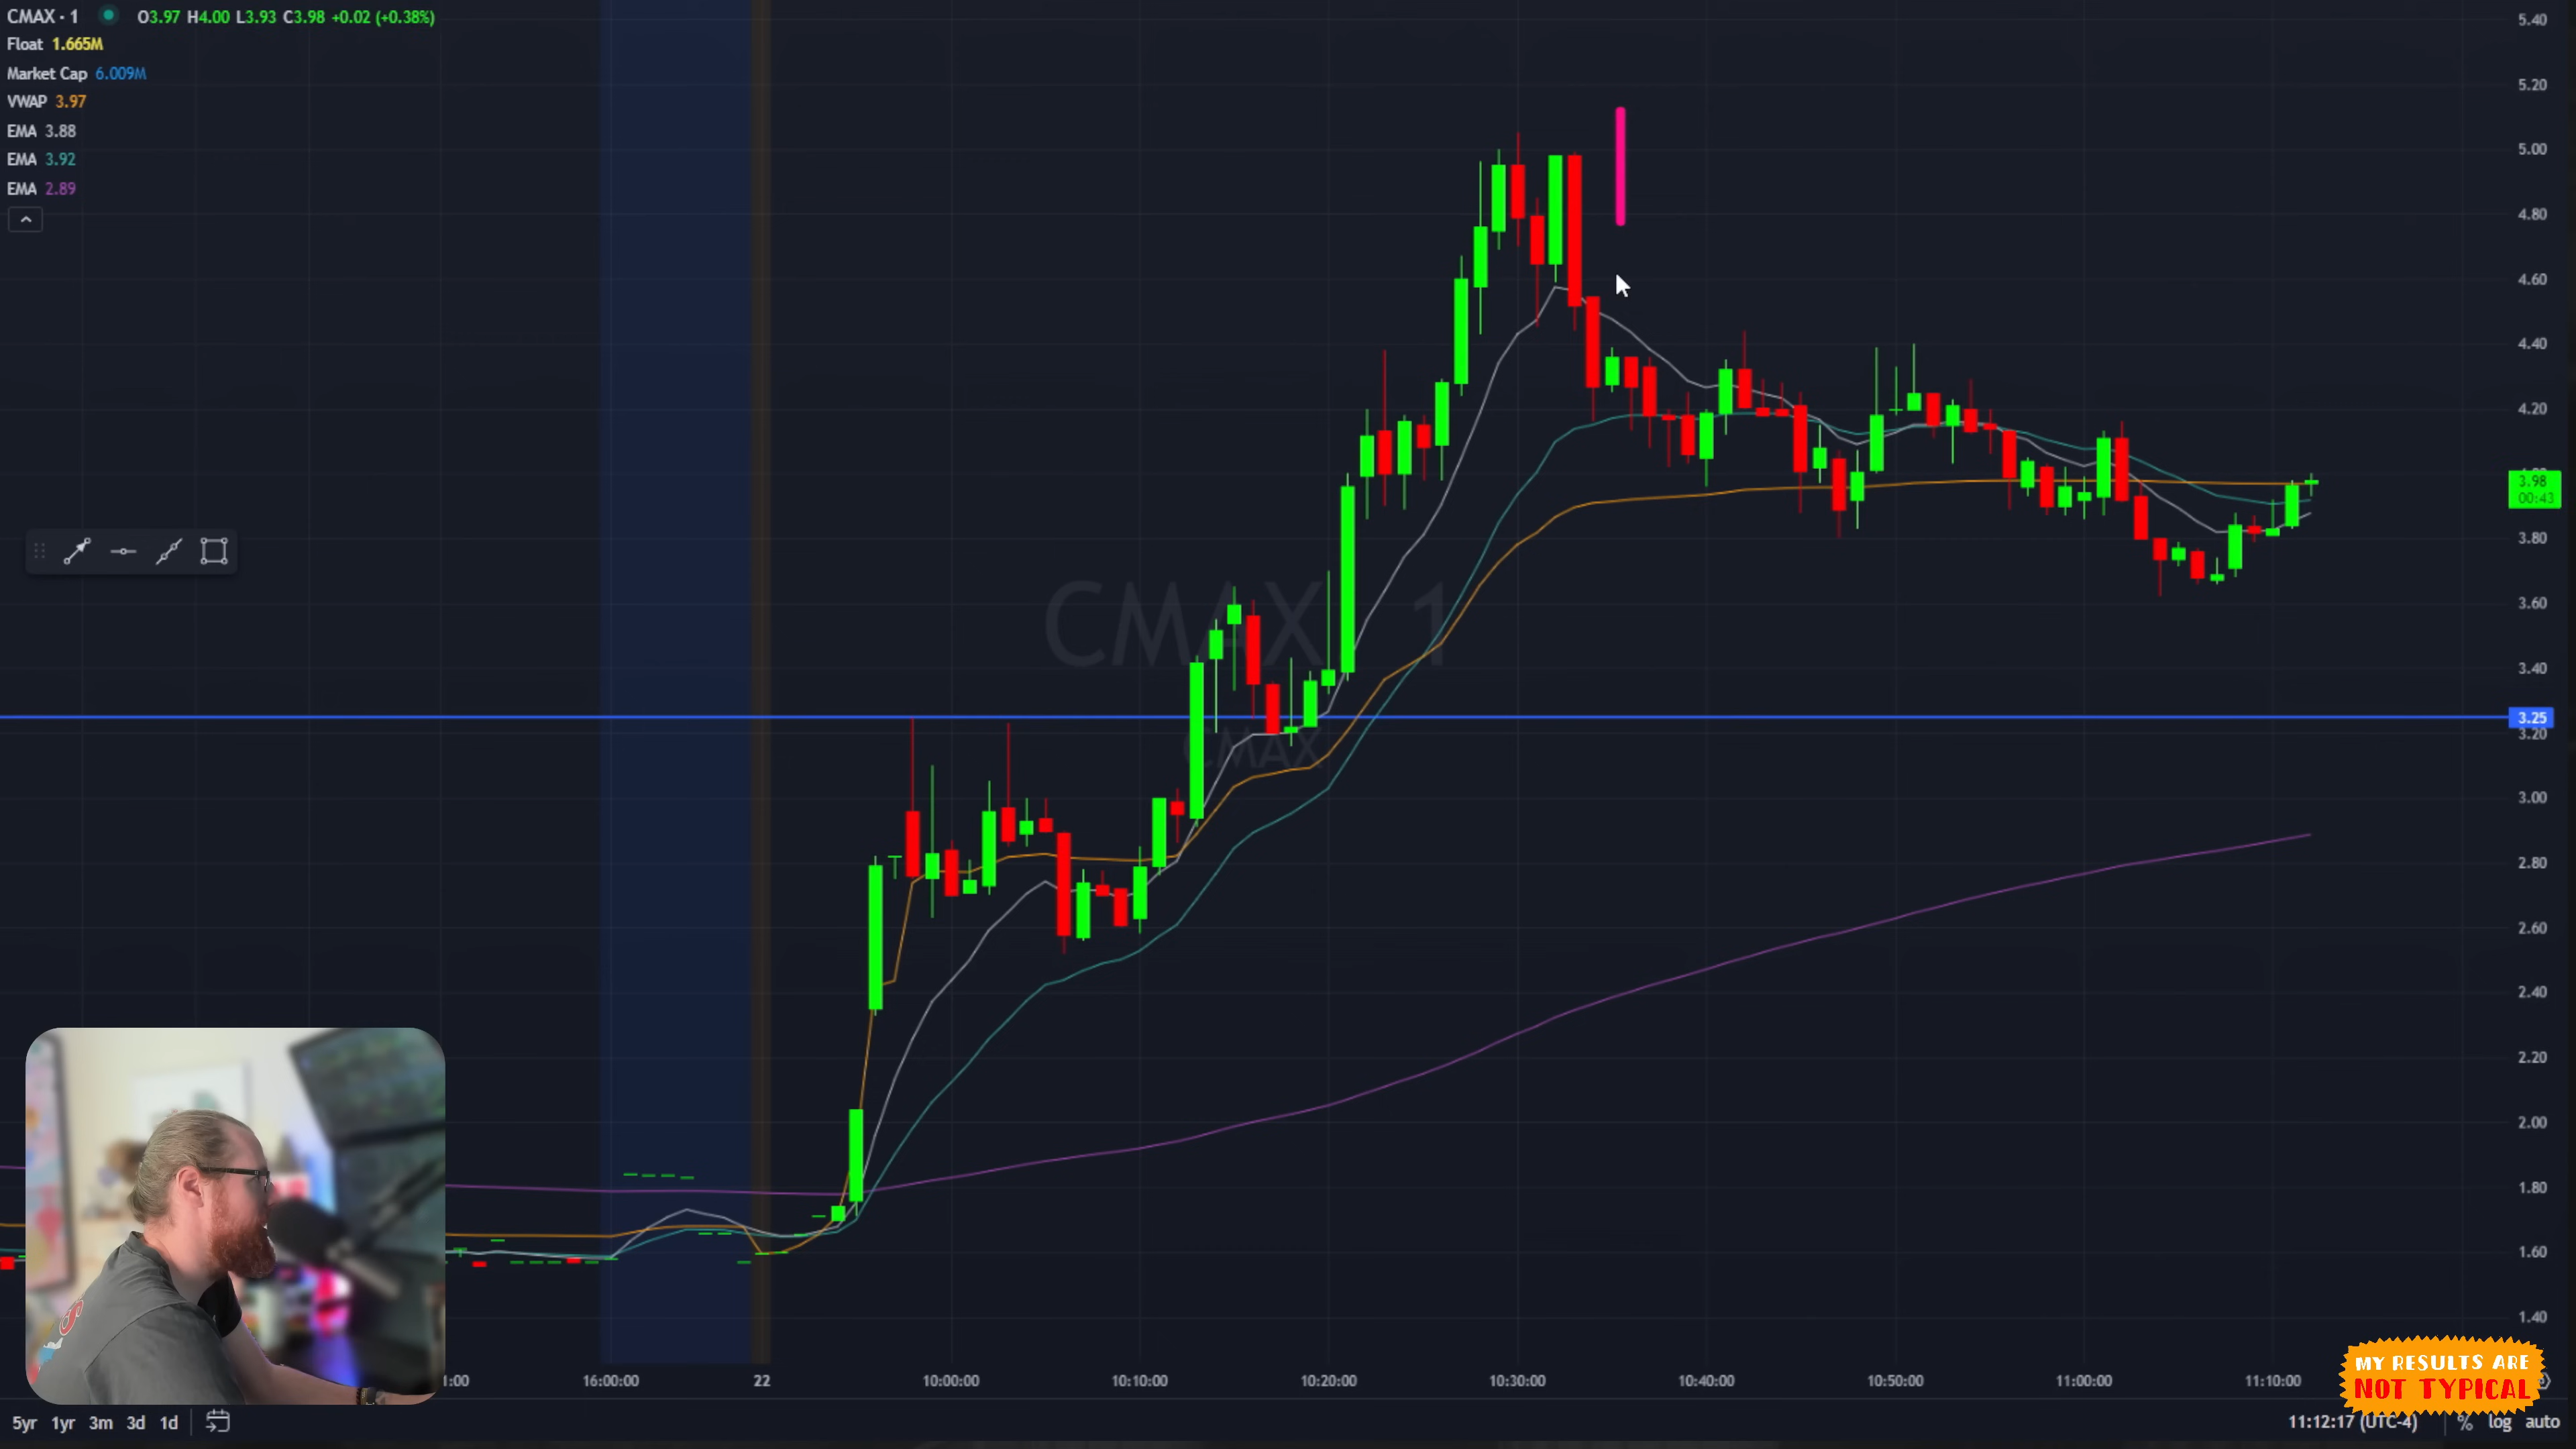 CMAX · 1 O3.97 H4.00 L3.93 C3.98 +0.02 (+0.38%)
Float 1.665M
Market Cap 6.009M
VWAP 3.97
EMA 3.88
EMA 3.92
EMA 2.89
5.40
5.20
5.00
4.80
4.60
4.40
4.20
3.98
00:43
3.80
3.60
3.40
3.25
3.20
3.00
2.80
2.60
2.40
2.20
2.00
1.80
1.60
1.40
CMAX 1
CMAX
MY RESULTS ARE
NOT TYPICAL
16:00:00 22 10:00:00 10:10:00 10:20:00 10:30:00 10:40:00 10:50:00 11:00:00 11:10:00
5yr 1yr 3m 3d 1d 11:12:17 (UTC-4) % log auto